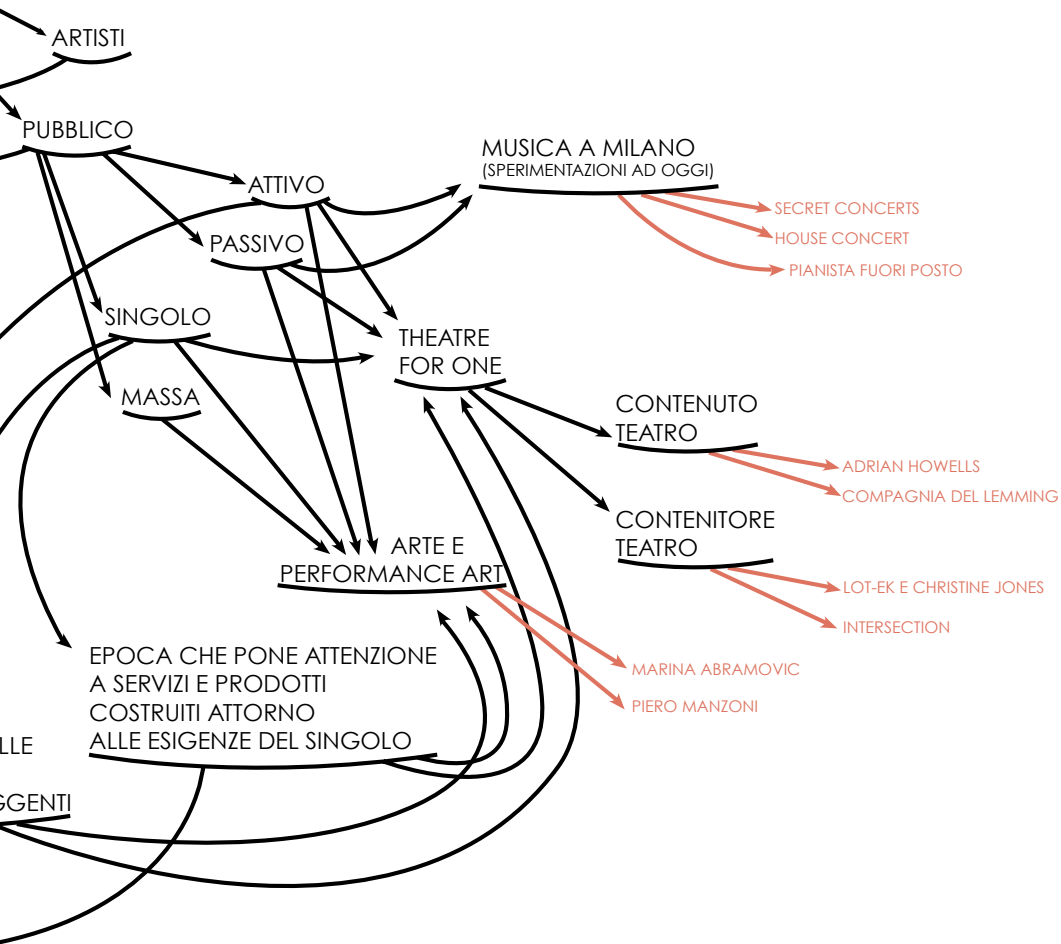 ARTISTI
PUBBLICO
MUSICA A MILANO
(SPERIMENTAZIONI AD OGGI)
ATTIVO
SECRET CONCERTS
HOUSE CONCERT
PASSIVO
PIANISTA FUORI POSTO
SINGOLO
THEATRE
FOR ONE
MASSA
CONTENUTO
TEATRO
ADRIAN HOWELLS
COMPAGNIA DEL LEMMING
CONTENITORE
TEATRO
ARTE E
PERFORMANCE ART
LOT-EK E CHRISTINE JONES
INTERSECTION
EPOCA CHE PONE ATTENZIONE
A SERVIZI E PRODOTTI
COSTRUITI ATTORNO
ALLE ESIGENZE DEL SINGOLO
MARINA ABRAMOVIC
PIERO MANZONI
LLE
GGENTI